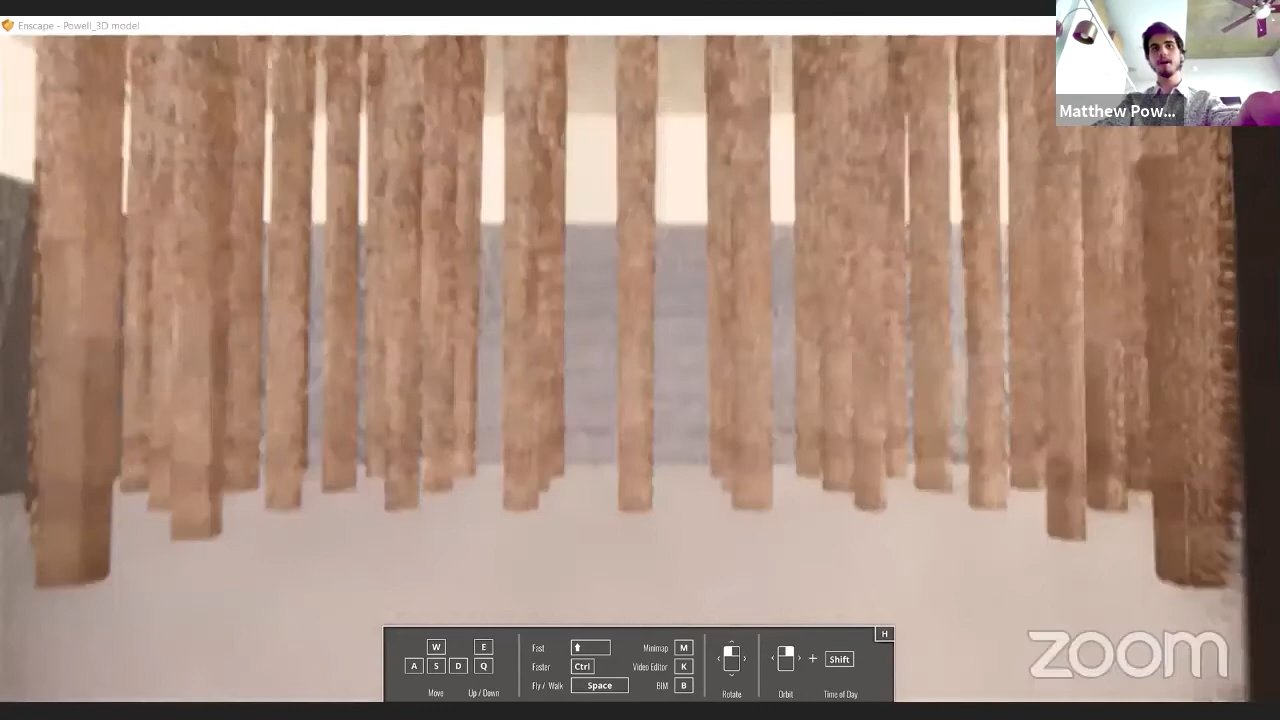 Enscape - Powell_3D model
Matthew Pow...
W E Fast Minimap M H
A S D Q Faster Ctrl Video Editor K + Shift
Move Up / Down Fly / Walk Space BIM B Rotate Orbit Time of Day
zoom